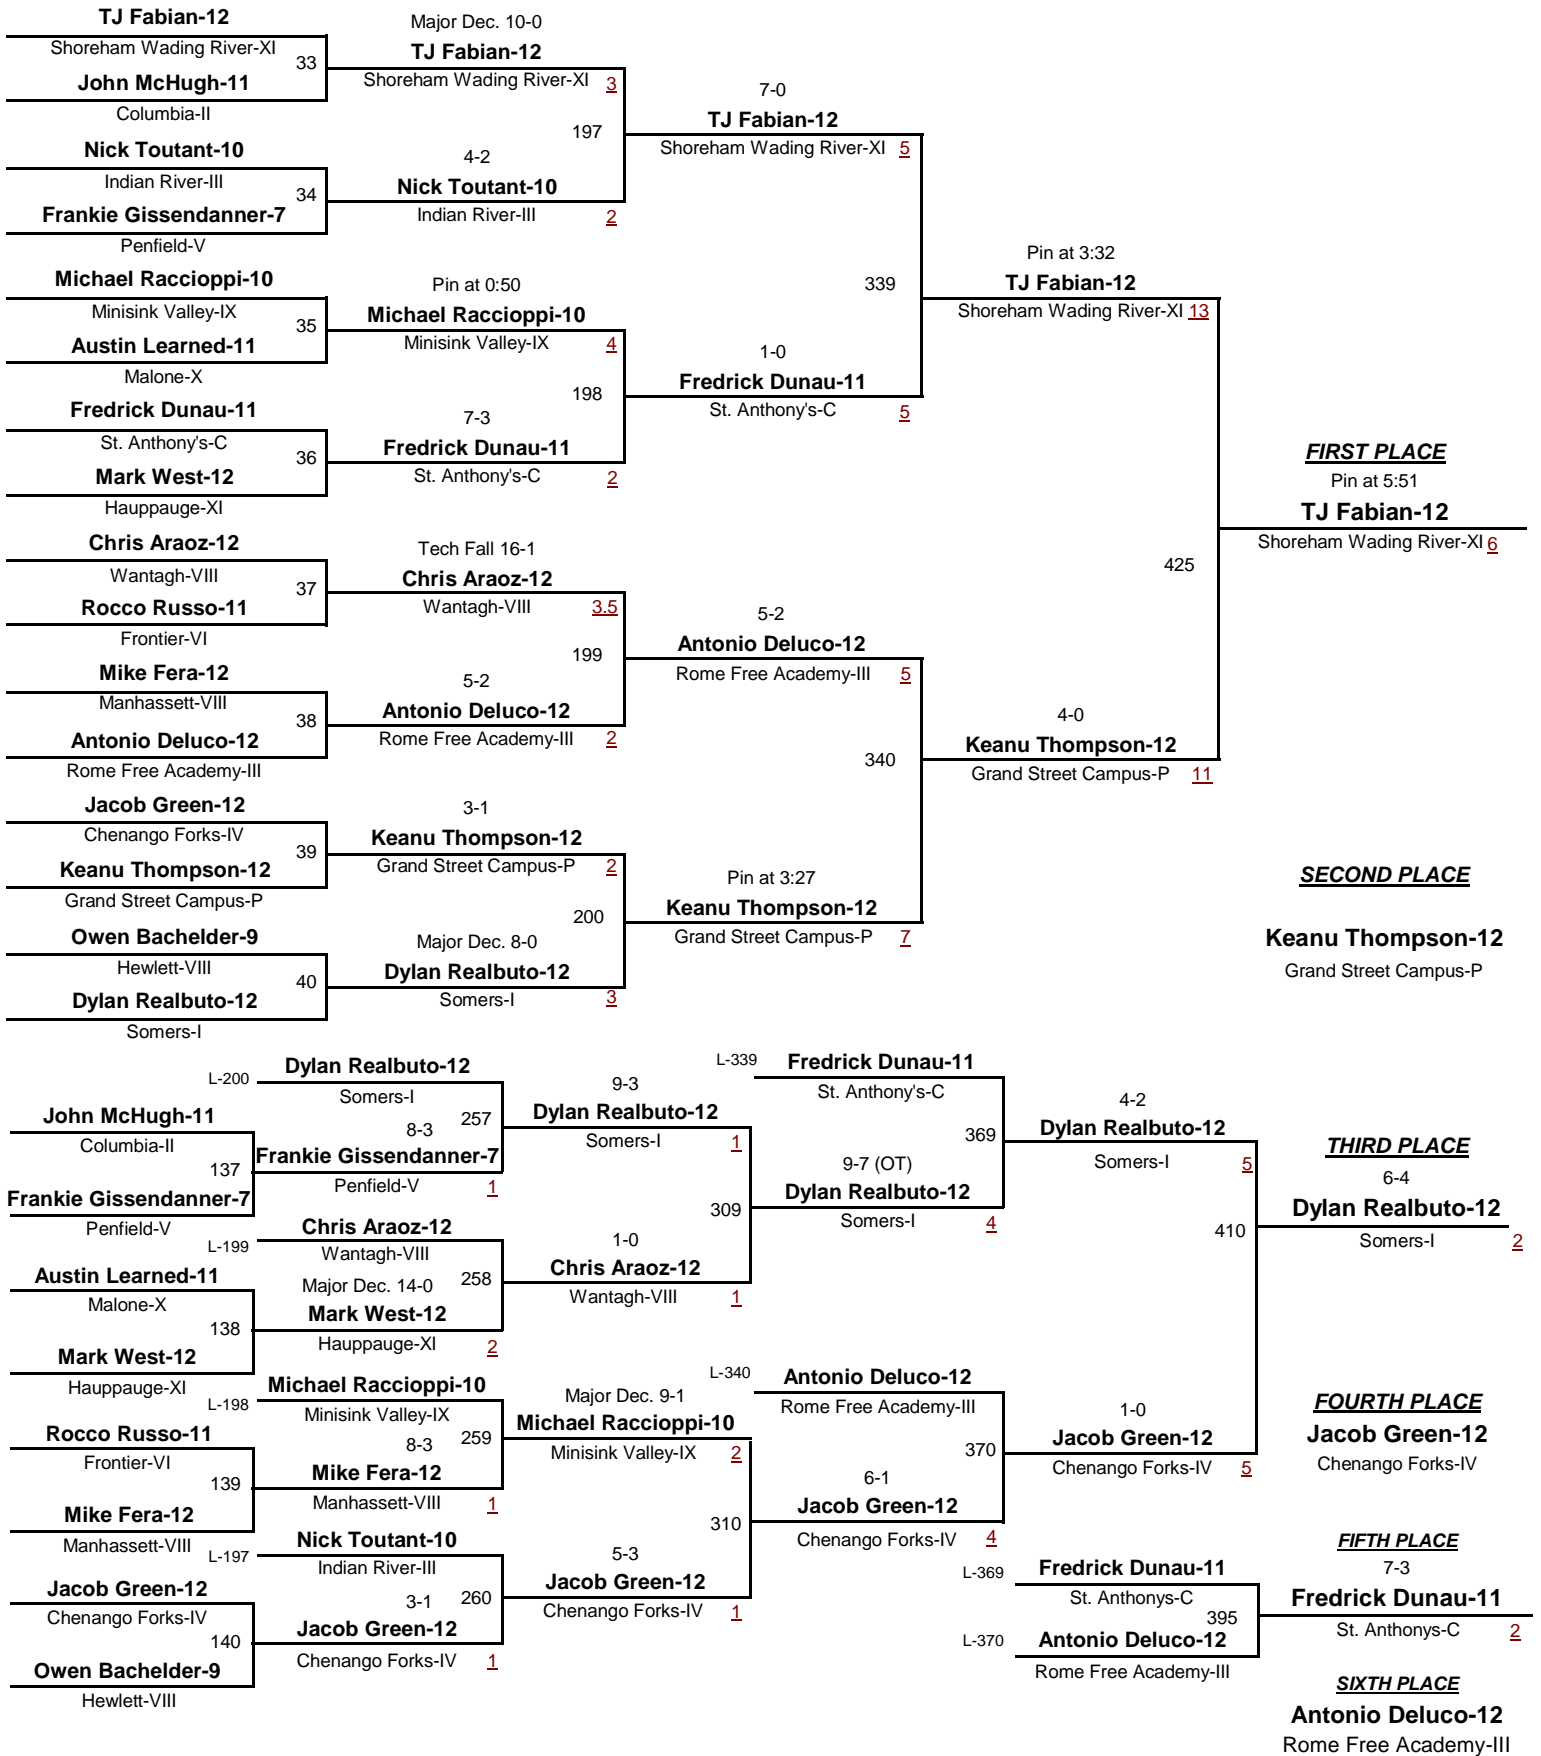 TJ Fabian-12
Shoreham Wading River-XI
33
John McHugh-11
Columbia-II
Nick Toutant-10
Indian River-III
34
Frankie Gissendanner-7
Penfield-V
Michael Raccioppi-10
Minisink Valley-IX
35
Austin Learned-11
Malone-X
Fredrick Dunau-11
St. Anthony's-C
36
Mark West-12
Hauppauge-XI
Chris Araoz-12
Wantagh-VIII
37
Rocco Russo-11
Frontier-VI
Mike Fera-12
Manhassett-VIII
38
Antonio Deluco-12
Rome Free Academy-III
Jacob Green-12
Chenango Forks-IV
39
Keanu Thompson-12
Grand Street Campus-P
Owen Bachelder-9
Hewlett-VIII
40
Dylan Realbuto-12
Somers-I
Major Dec. 10-0
TJ Fabian-12
Shoreham Wading River-XI 3
197
4-2
Nick Toutant-10
Indian River-III 2
Pin at 0:50
Michael Raccioppi-10
Minisink Valley-IX 4
198
7-3
Fredrick Dunau-11
St. Anthony's-C 2
Tech Fall 16-1
Chris Araoz-12
Wantagh-VIII 3.5
199
5-2
Antonio Deluco-12
Rome Free Academy-III 2
3-1
Keanu Thompson-12
Grand Street Campus-P 2
200
Major Dec. 8-0
Dylan Realbuto-12
Somers-I 3
7-0
TJ Fabian-12
Shoreham Wading River-XI 5
339
1-0
Fredrick Dunau-11
St. Anthony's-C 5
5-2
Antonio Deluco-12
Rome Free Academy-III 5
340
Pin at 3:27
Keanu Thompson-12
Grand Street Campus-P 7
Pin at 3:32
TJ Fabian-12
Shoreham Wading River-XI 13
425
4-0
Keanu Thompson-12
Grand Street Campus-P 11
FIRST PLACE
Pin at 5:51
TJ Fabian-12
Shoreham Wading River-XI 6
SECOND PLACE
Keanu Thompson-12
Grand Street Campus-P
John McHugh-11
Columbia-II
137
Frankie Gissendanner-7
Penfield-V
Austin Learned-11
Malone-X
138
Mark West-12
Hauppauge-XI
Rocco Russo-11
Frontier-VI
139
Mike Fera-12
Manhassett-VIII
Jacob Green-12
Chenango Forks-IV
140
Owen Bachelder-9
Hewlett-VIII
L-200
Dylan Realbuto-12
Somers-I
257
8-3
Frankie Gissendanner-7
Penfield-V 1
L-199
Chris Araoz-12
Wantagh-VIII
258
Major Dec. 14-0
Mark West-12
Hauppauge-XI 2
L-198
Michael Raccioppi-10
Minisink Valley-IX
259
8-3
Mike Fera-12
Manhassett-VIII 1
L-197
Nick Toutant-10
Indian River-III
260
3-1
Jacob Green-12
Chenango Forks-IV 1
9-3
Dylan Realbuto-12
Somers-I 1
309
1-0
Chris Araoz-12
Wantagh-VIII 1
Major Dec. 9-1
Michael Raccioppi-10
Minisink Valley-IX 2
310
5-3
Jacob Green-12
Chenango Forks-IV 1
L-339
Fredrick Dunau-11
St. Anthony's-C
369
9-7 (OT)
Dylan Realbuto-12
Somers-I 4
L-340
Antonio Deluco-12
Rome Free Academy-III
370
6-1
Jacob Green-12
Chenango Forks-IV 4
4-2
Dylan Realbuto-12
Somers-I 5
410
1-0
Jacob Green-12
Chenango Forks-IV 5
THIRD PLACE
6-4
Dylan Realbuto-12
Somers-I 2
FOURTH PLACE
Jacob Green-12
Chenango Forks-IV
L-369
Fredrick Dunau-11
St. Anthonys-C
395
L-370
Antonio Deluco-12
Rome Free Academy-III
FIFTH PLACE
7-3
Fredrick Dunau-11
St. Anthonys-C 2
SIXTH PLACE
Antonio Deluco-12
Rome Free Academy-III